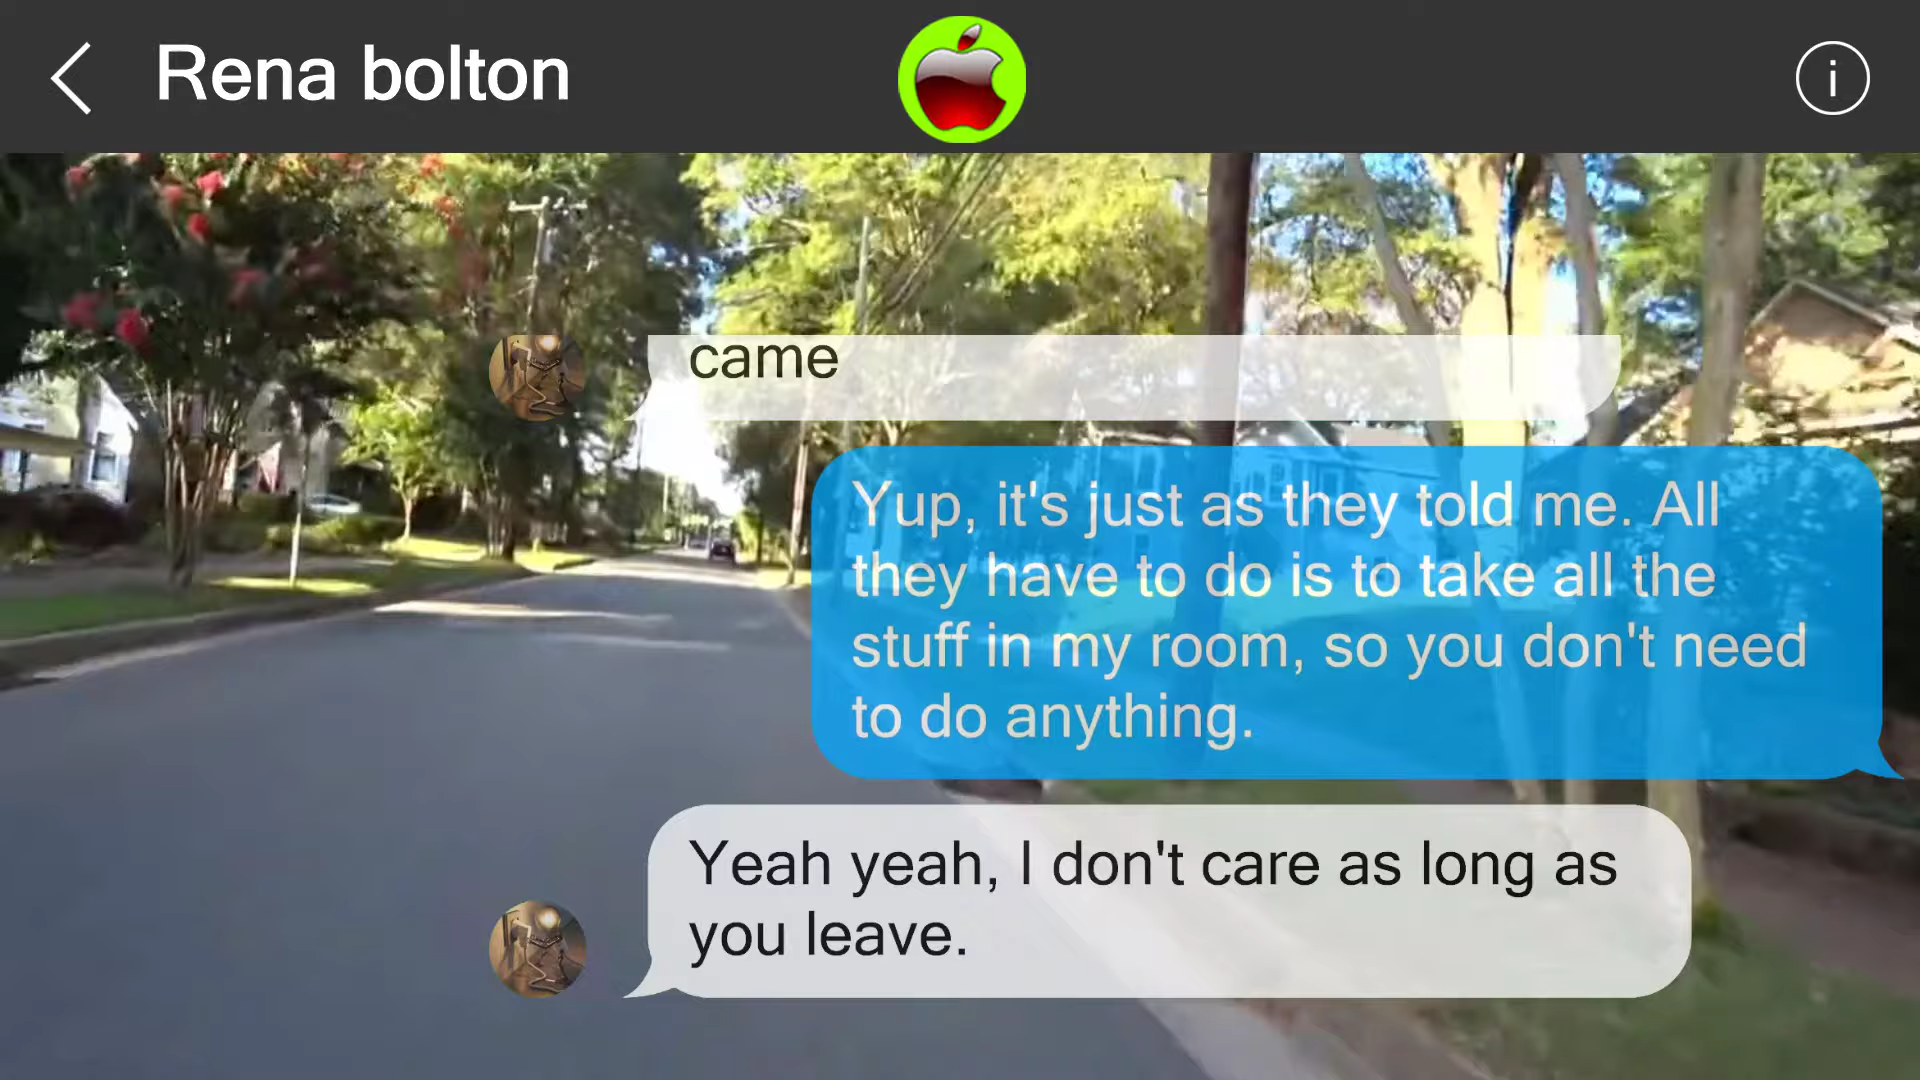 Rena bolton
i
came
Yup, it's just as they told me. All
they have to do is to take all the
stuff in my room, so you don't need
to do anything.
Yeah yeah, I don't care as long as
you leave.